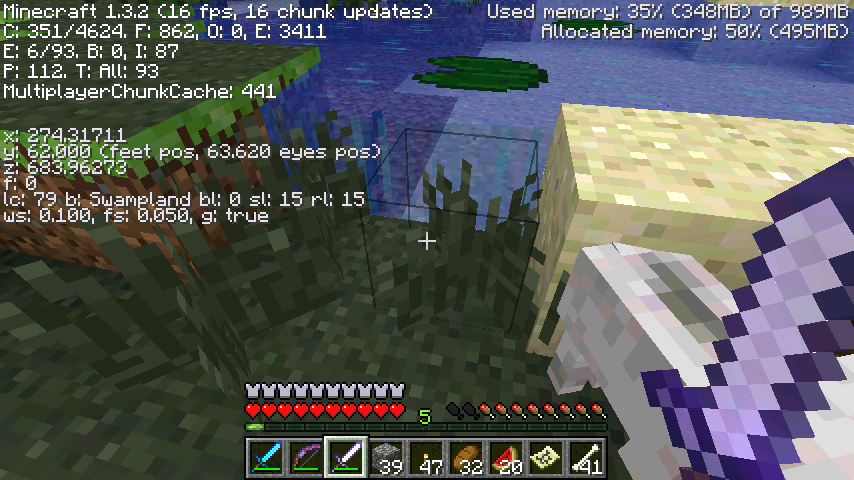 Minecraft 1.3.2 (16 fps, 16 chunk updates)
Used memory: 35% (348MB) of 989MB
C: 351/4624. F: 862, O: 0, E: 3411
Allocated memory: 50% (495MB)
E: 6/93. B: 0, I: 87
P: 112. T: All: 93
MultiplayerChunkCache: 441
x: 274.31711
y: 62.000 (feet pos, 63.620 eyes pos)
z: 683.96273
f: 0
lc: 79 b: Swampland bl: 0 sl: 15 rl: 15
ws: 0.100, fs: 0.050, g: true
5
39 47 32 20 41